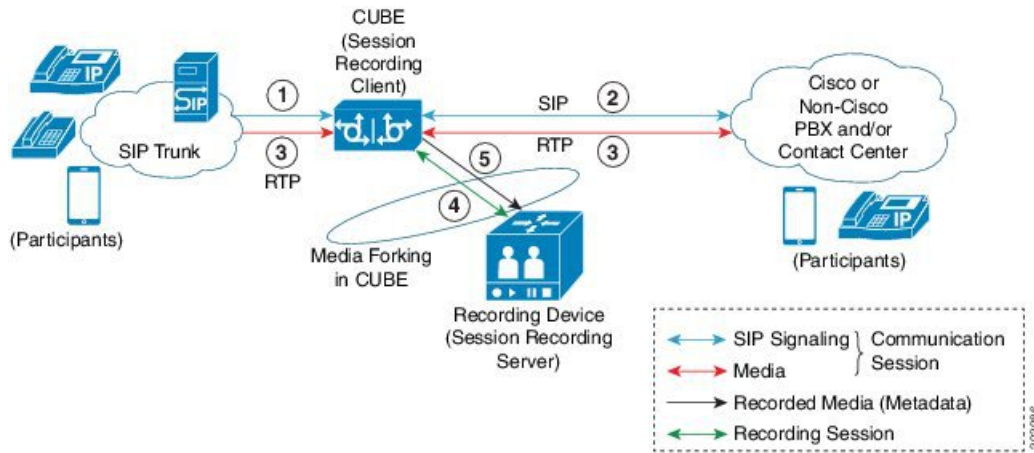 CUBE
(Session
Recording
Client)
IP
SIP
SIP Trunk
(Participants)
1
3
RTP
SIP
2
RTP
3
5
4
Media Forking
in CUBE
Recording Device
(Session Recording
Server)
Cisco or
Non-Cisco
PBX and/or
Contact Center
IP
(Participants)
SIP Signaling
Media
Communication
Session
Recorded Media (Metadata)
Recording Session